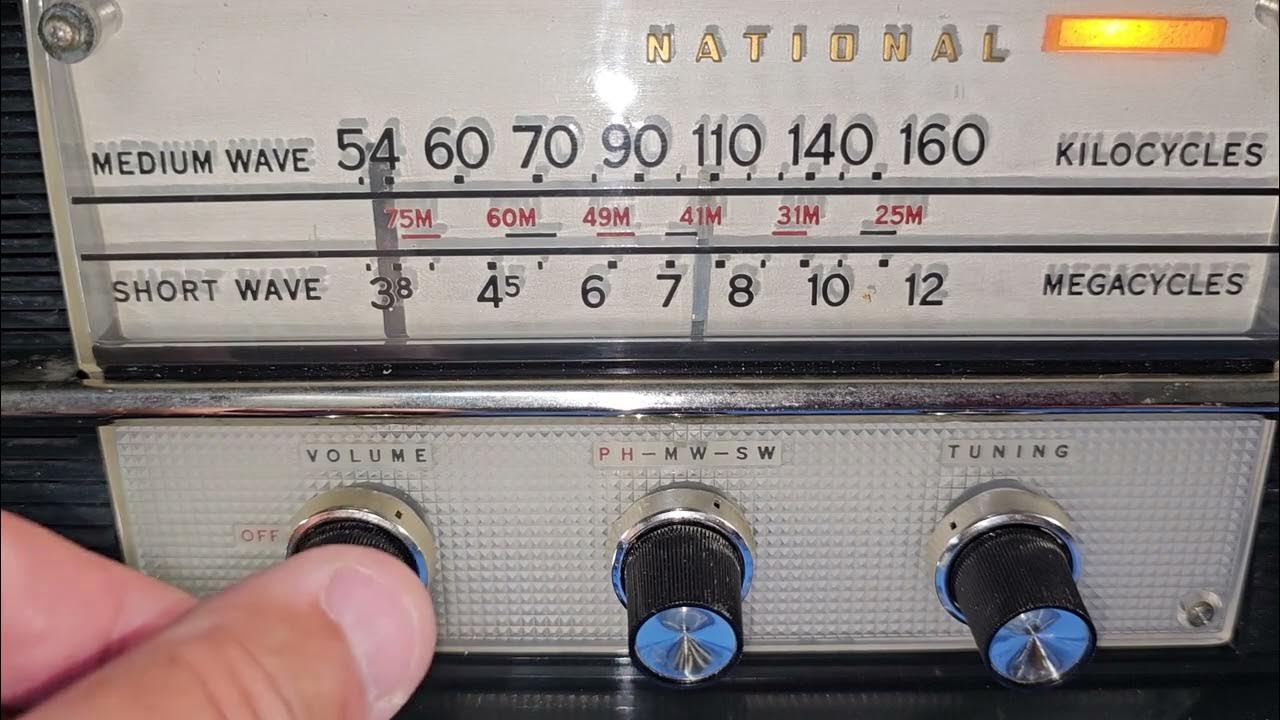 NATIONAL
MEDIUM WAVE 54 60 70 90 110 140 160 KILOCYCLES
75M 60M 49M 41M 31M 25M
SHORT WAVE 3⁸ 4⁵ 6 7 8 10 12 MEGACYCLES
VOLUME PH-MW-SW TUNING
OFF